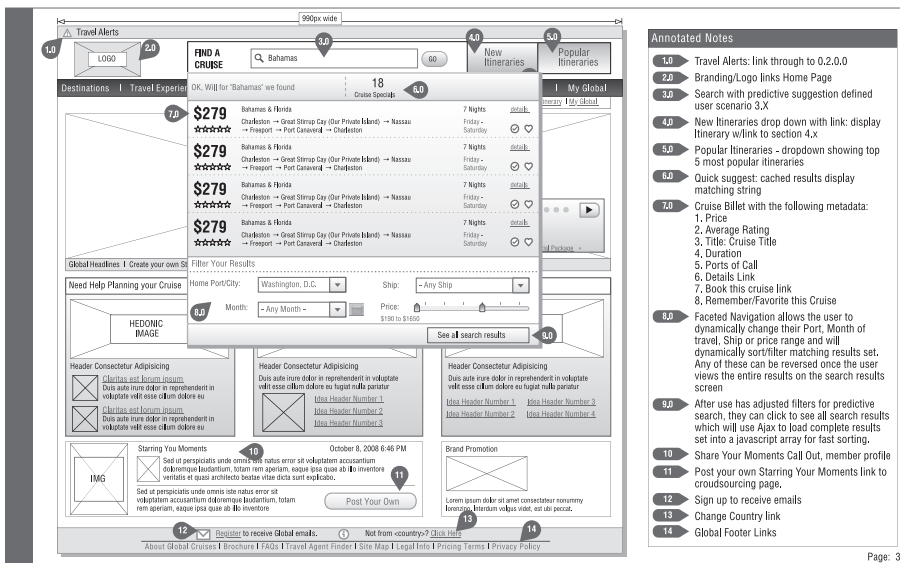 990px wide
Travel Alerts
1.0
LOGO
2.0
FIND A
CRUISE
Bahamas
3.0
GO
4.0
New
Itineraries
5.0
Popular
Itineraries
Destinations I Travel Experien
I My Global
inerary | My Global
OK, Will for "Bahamas" we found
18
Cruise Specials
6.0
7.0
$279
Bahamas & Florida
7 Nights
details
Charleston → Great Stirrup Cay (Our Private Island) → Nassau
→ Freeport → Port Canaveral → Charleston
Friday -
Saturday
$279
Bahamas & Florida
7 Nights
details
Charleston → Great Stirrup Cay (Our Private Island) → Nassau
→ Freeport → Port Canaveral → Charleston
Friday -
Saturday
$279
Bahamas & Florida
7 Nights
details
Charleston → Great Stirrup Cay (Our Private Island) → Nassau
→ Freeport → Port Canaveral → Charleston
Friday -
Saturday
$279
Bahamas & Florida
7 Nights
details
Charleston → Great Stirrup Cay (Our Private Island) → Nassau
→ Freeport → Port Canaveral → Charleston
Friday -
Saturday
Package
Global Headlines I Create your own St
Filter Your Results
Need Help Planning your Cruise
Home Port/City:
Washington, D.C.
Ship:
- Any Ship
8.0
Month:
- Any Month -
Price:
$190 to $1650
See all search results
9.0
HEDONIC
IMAGE
Header Consectetur Adipisicing
Claritas est lorum ipsum
Duis aute irure dolor in reprehenderit in
voluptate velit esse cillum dolore eu
Claritas est lorum ipsum
Duis aute irure dolor in reprehenderit in
voluptate velit esse cillum dolore eu
Header Consectetur Adipisicing
Duis aute irure dolor in reprehenderit in voluptate
velit esse cillum dolore eu fugiat nulla pariatur
Idea Header Number 1
Idea Header Number 2
Idea Header Number 3
Header Consectetur Adipisicing
Duis aute irure dolor in reprehenderit in voluptate
velit esse cillum dolore eu fugiat nulla pariatur
Idea Header Number 1 Idea Header Number 3
Idea Header Number 2 Idea Header Number 4
IMG
Starring You Moments
10
October 8, 2008 6:46 PM
Sed ut perspiciatis unde omnis iste natus error sit voluptatem accusantium
doloremque laudantium, totam rem aperiam, eaque ipsa quae ab illo inventore
veritatis et quasi architecto beatae vitae dicta sunt explicabo.
11
Sed ut perspiciatis unde omnis iste natus error sit
voluptatem accusantium doloremque laudantium, totam
rem aperiam, eaque ipsa quae ab illo inventore
Post Your Own
Brand Promotion
Lorem ipsum dolor sit amet consectateur nonummy
lorenzino. Interdum volgus videt, est ubi peccat.
12
Register to receive Global emails.
Not from <country>? Click Here
13
14
About Global Cruises I Brochure I FAQs I Travel Agent Finder I Site Map I Legal Info I Pricing Terms I Privacy Policy
Annotated Notes
1.0 Travel Alerts: link through to 0.2.0.0
2.0 Branding/Logo links Home Page
3.0 Search with predictive suggestion defined
user scenario 3.X
4.0 New Itineraries drop down with link: display
Itinerary w/link to section 4.x
5.0 Popular Itineraries - dropdown showing top
5 most popular itineraries
6.0 Quick suggest: cached results display
matching string
7.0 Cruise Billet with the following metadata:
1. Price
2. Average Rating
3. Title: Cruise Title
4, Duration
5. Ports of Call
6. Details Link
7. Book this cruise link
8, Remember/Favorite this Cruise
8.0 Faceted Navigation allows the user to
dynamically change their Port, Month of
travel, Ship or price range and will
dynamically sort/filter matching results set.
Any of these can be reversed once the user
views the entire results on the search results
screen
9.0 After use has adjusted filters for predictive
search, they can click to see all search results
which will use Ajax to load complete results
set into a javascript array for fast sorting.
10 Share Your Moments Call Out, member profile
11 Post your own Starring Your Moments link to
croudsourcing page.
12 Sign up to receive emails
13 Change Country link
14 Global Footer Links
Page: 3